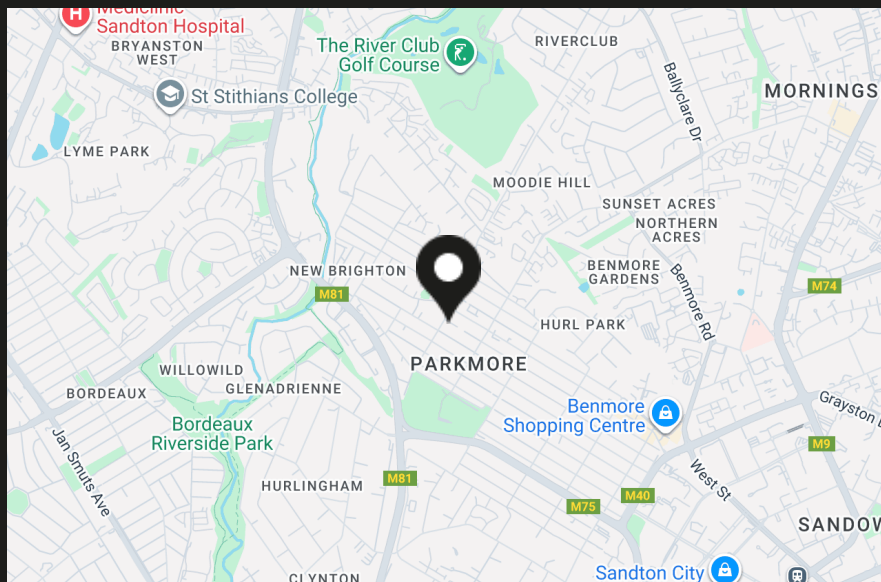 Mediclinic
Sandton Hospital
BRYANSTON
WEST
The River Club
Golf Course
RIVERCLUB
Ballyclare Dr
MORNINGS
St Stithians College
LYME PARK
MOODIE HILL
SUNSET ACRES
NORTHERN
ACRES
NEW BRIGHTON
BENMORE
GARDENS
Benmore Rd
M81
M74
HURL PARK
PARKMORE
WILLOWILD
GLENADRIENNE
BORDEAUX
Benmore
Shopping Centre
Grayston D
Bordeaux
Riverside Park
Jan Smuts Ave
M9
West St
M81
HURLINGHAM
M40
M75
SANDOW
Sandton City
CLYNTON